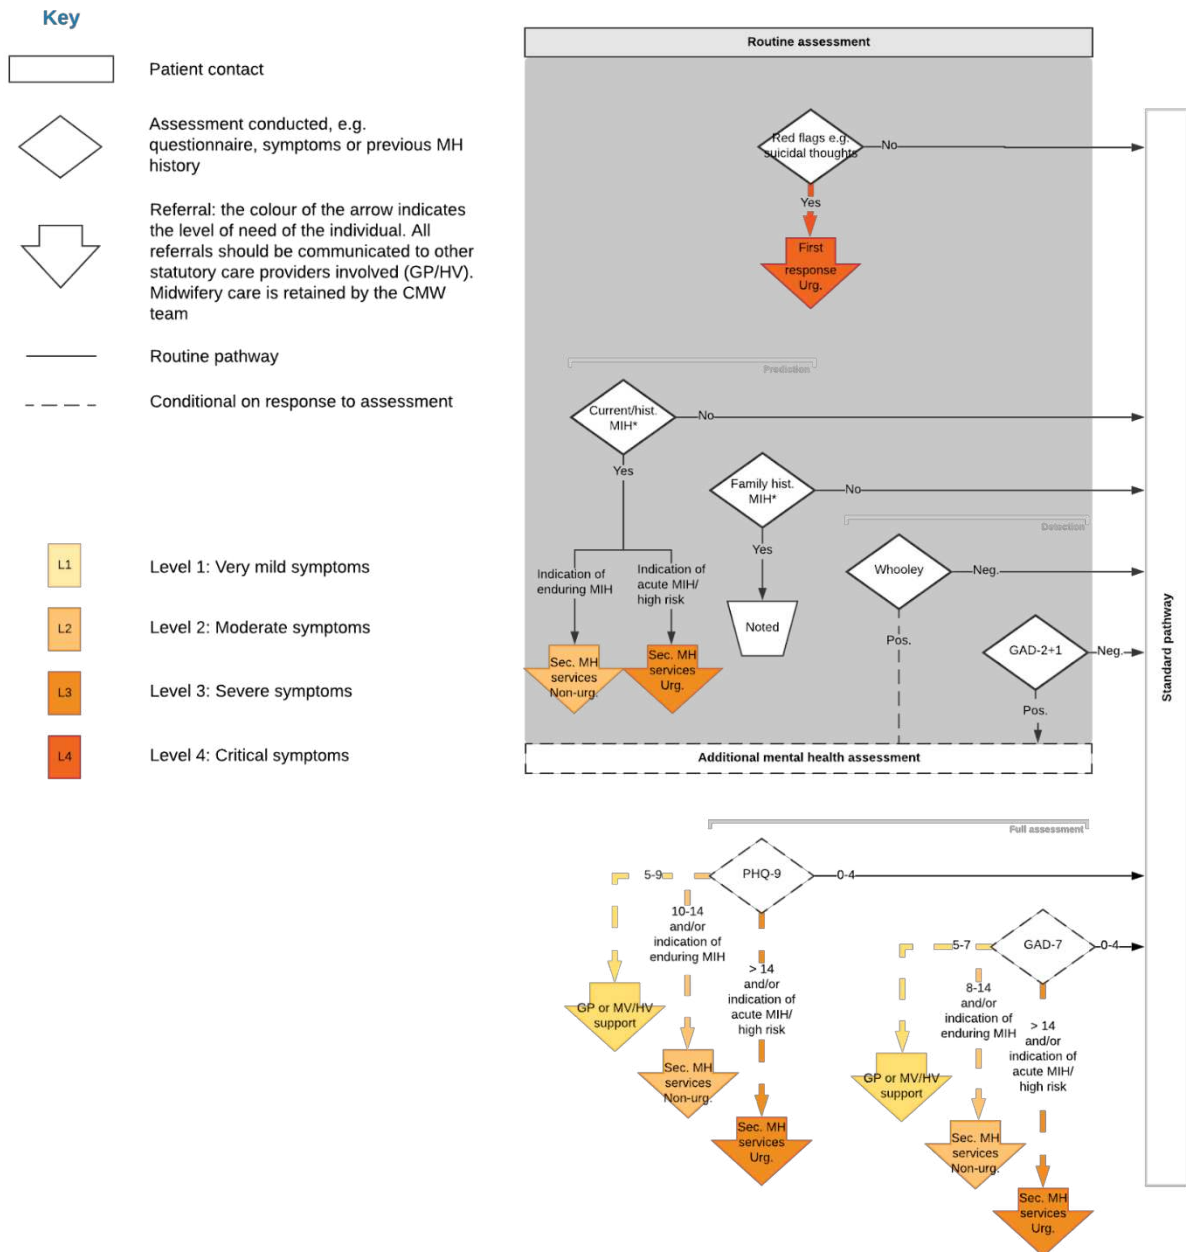 Key
Patient contact
Assessment conducted, e.g.
questionnaire, symptoms or previous MH
history
Referral: the colour of the arrow indicates
the level of need of the individual. All
referrals should be communicated to other
statutory care providers involved (GP/HV).
Midwifery care is retained by the CMW
team
Routine pathway
Conditional on response to assessment
L1
Level 1: Very mild symptoms
L2
Level 2: Moderate symptoms
L3
Level 3: Severe symptoms
L4
Level 4: Critical symptoms
Routine assessment
Red flags e.g.
suicidal thoughts
No
Yes
First
response
Urg.
Prediction
Current/hist.
MIH*
No
Yes
Family hist.
MIH*
No
Yes
Noted
Indication of
enduring MIH
Indication of
acute MIH/
high risk
Sec. MH
services
Non-urg.
Sec. MH
services
Urg.
Detection
Whooley
Neg.
Pos.
GAD-2+1
Neg.
Pos.
Standard pathway
Additional mental health assessment
Full assessment
PHQ-9
0-4
5-9
10-14
and/or
indication of
enduring MIH
> 14
and/or
indication of
acute MIH/
high risk
GP or MV/HV
support
Sec. MH
services
Non-urg.
Sec. MH
services
Urg.
GAD-7
0-4
5-7
8-14
and/or
indication of
enduring MIH
> 14
and/or
indication of
acute MIH/
high risk
GP or MV/HV
support
Sec. MH
services
Non-urg.
Sec. MH
services
Urg.